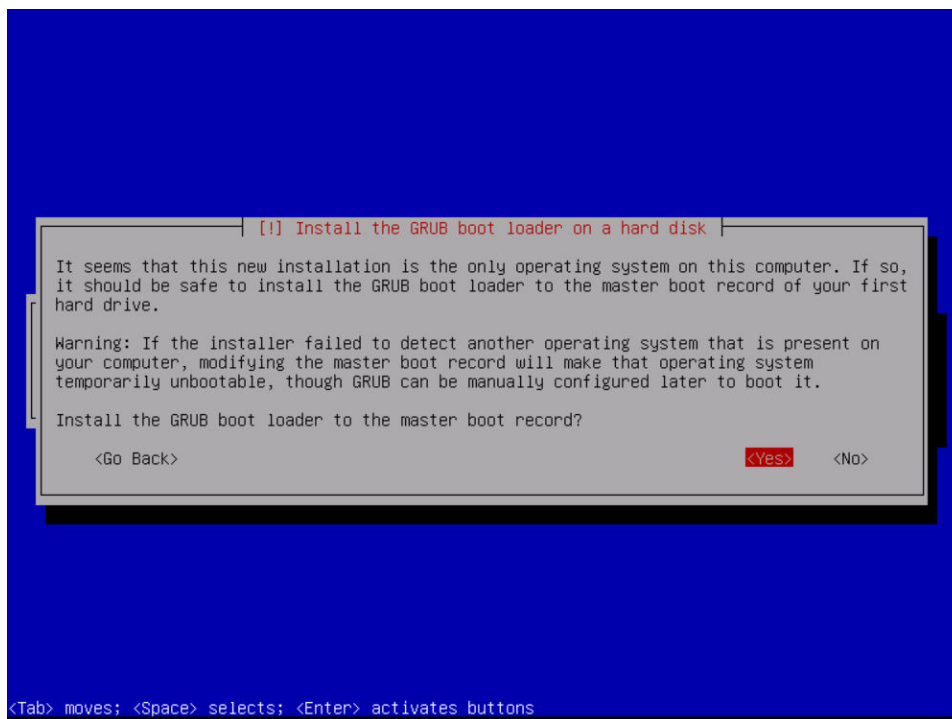 [!] Install the GRUB boot loader on a hard disk
It seems that this new installation is the only operating system on this computer. If so,
it should be safe to install the GRUB boot loader to the master boot record of your first
hard drive.
Warning: If the installer failed to detect another operating system that is present on
your computer, modifying the master boot record will make that operating system
temporarily unbootable, though GRUB can be manually configured later to boot it.
Install the GRUB boot loader to the master boot record?
<Go Back> <Yes> <No>
<Tab> moves; <Space> selects; <Enter> activates buttons